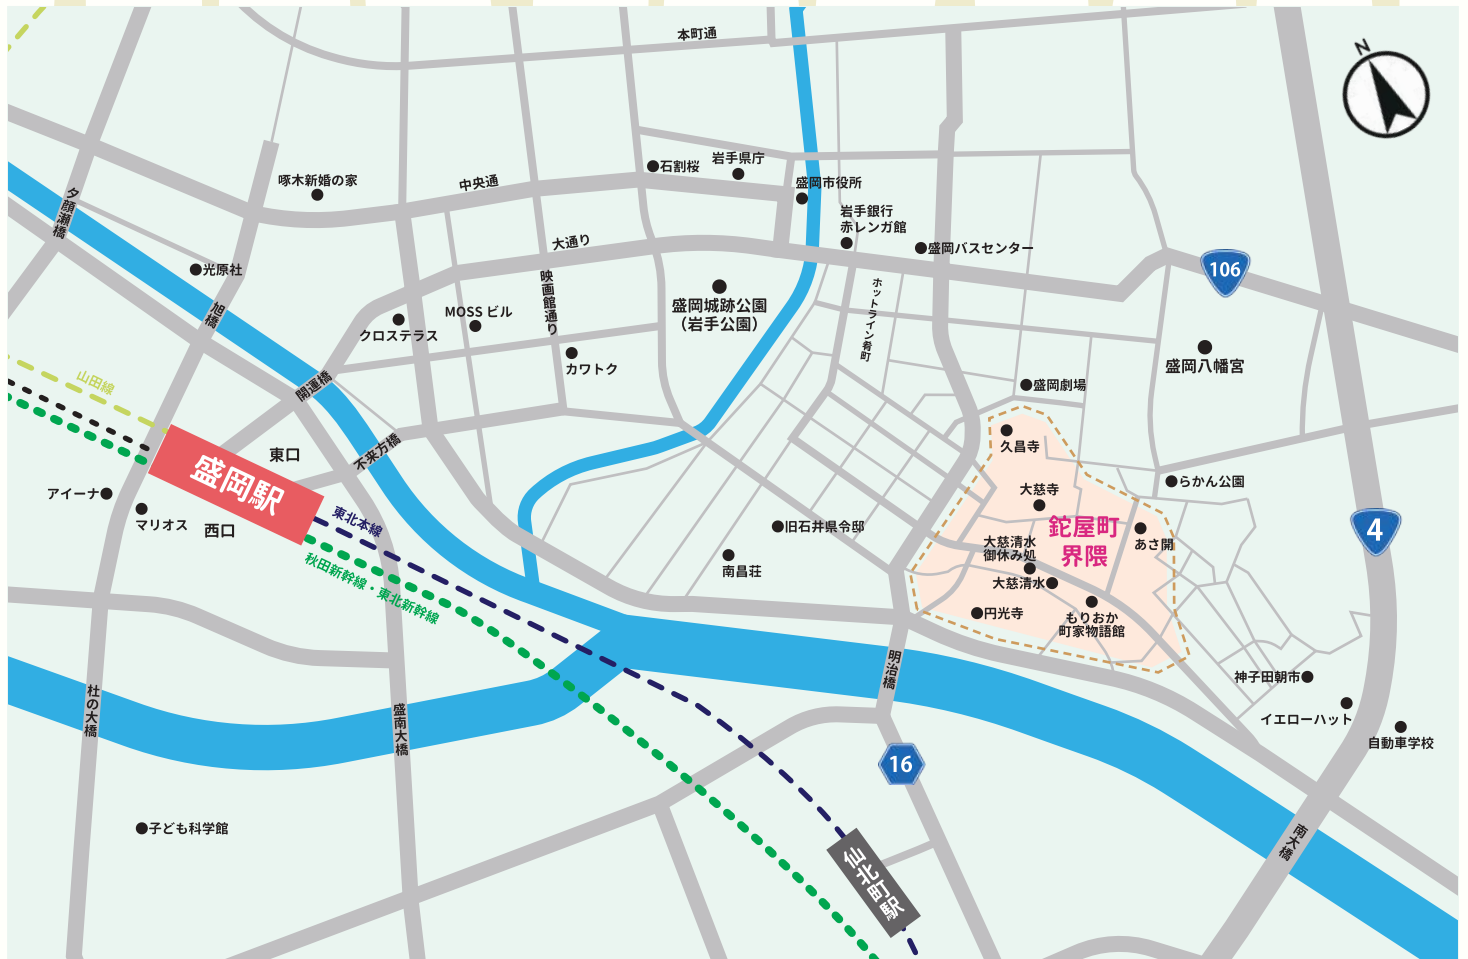 N
本町通
石割桜
岩手県庁
盛岡市役所
啄木新婚の家
中央通
岩手銀行
赤レンガ館
盛岡バスセンター
夕顔瀬橋
大通り
光原社
映画館通り
106
ホットライン肴町
盛岡城跡公園
（岩手公園）
旭橋
MOSS ビル
クロステラス
カワトク
盛岡八幡宮
山田線
開運橋
盛岡劇場
久昌寺
不来方橋
東口
盛岡駅
らかん公園
アイーナ
マリオス
西口
大慈寺
鉈屋町
界隈
あさ開
4
東北本線
旧石井県令邸
大慈清水
御休み処
南昌荘
大慈清水
秋田新幹線・東北新幹線
円光寺
もりおか
町家物語館
明治橋
神子田朝市
イエローハット
自動車学校
杜の大橋
盛南大橋
16
子ども科学館
南大橋
仙北町駅